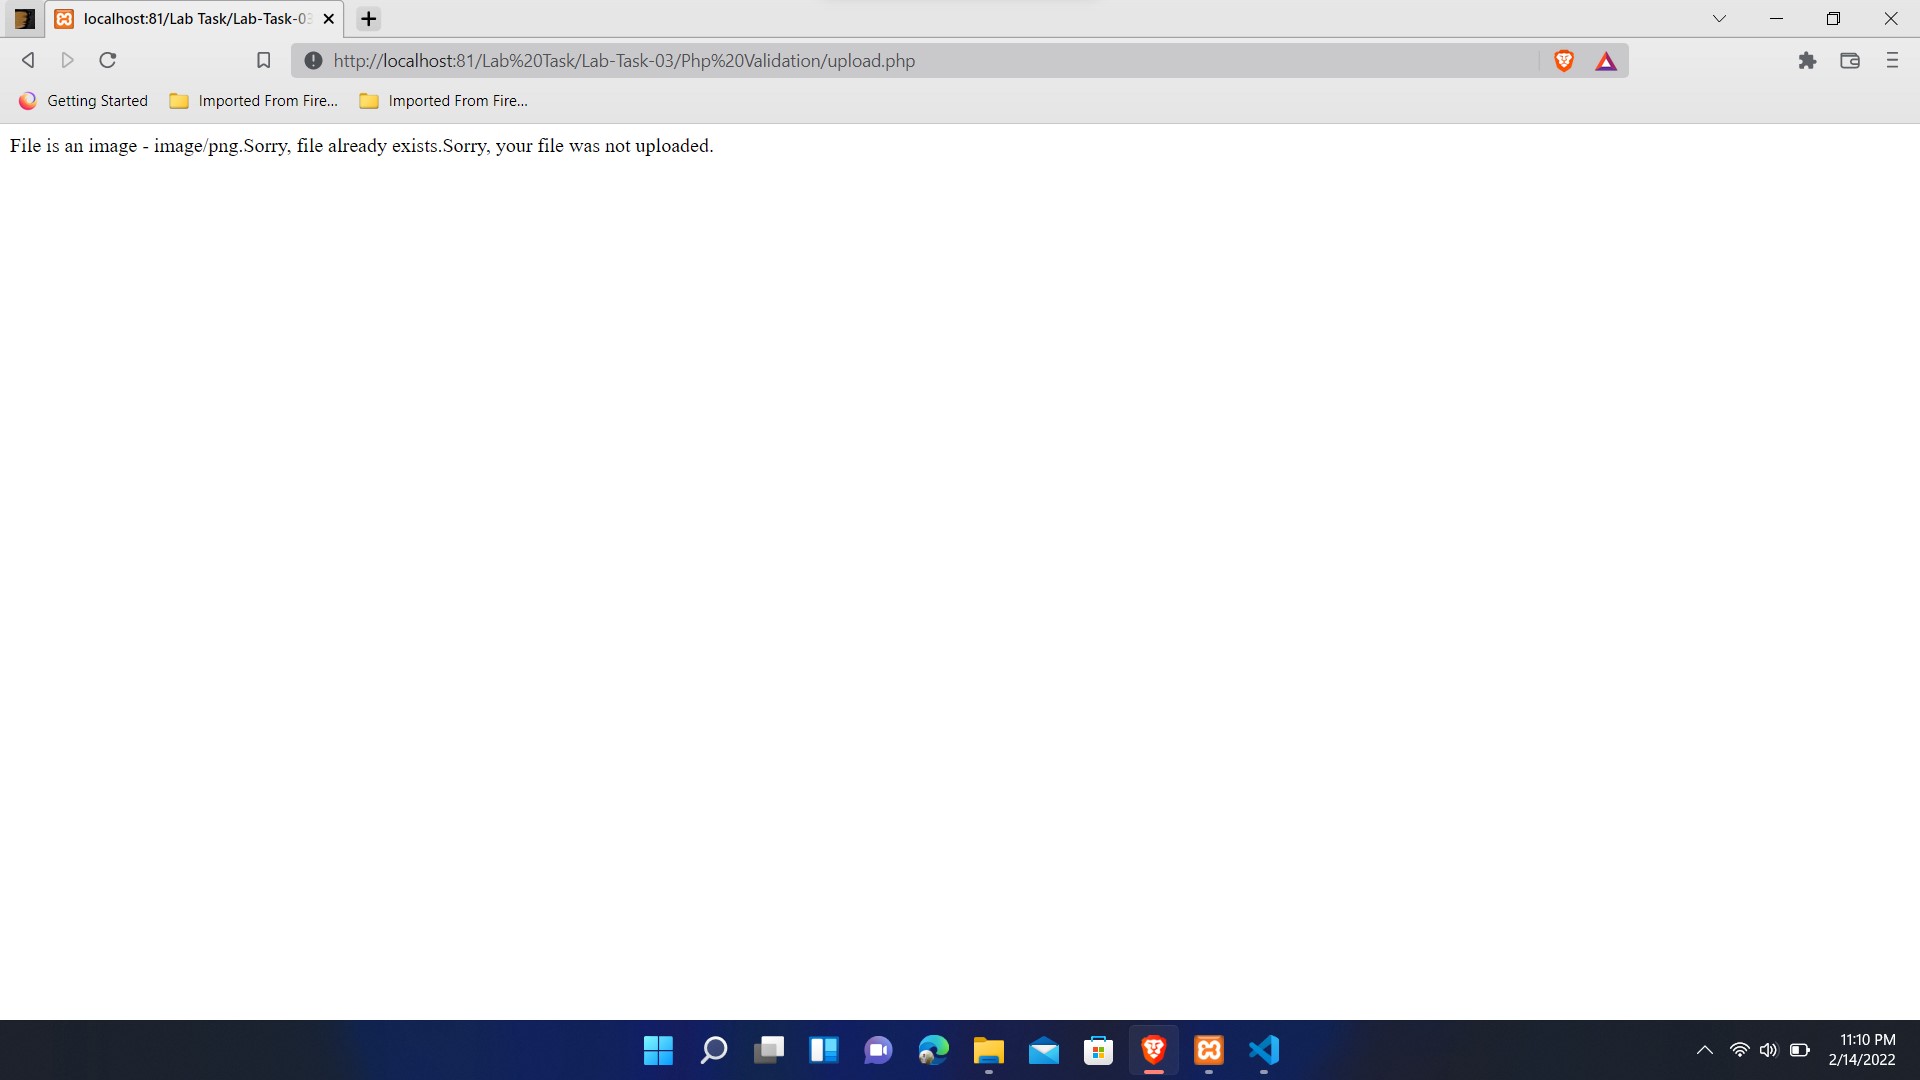 localhost:81/Lab Task/Lab-Task-03
http://localhost:81/Lab%20Task/Lab-Task-03/Php%20Validation/upload.php
Getting Started Imported From Fire... Imported From Fire...
File is an image - image/png.Sorry, file already exists.Sorry, your file was not uploaded.
11:10 PM
2/14/2022